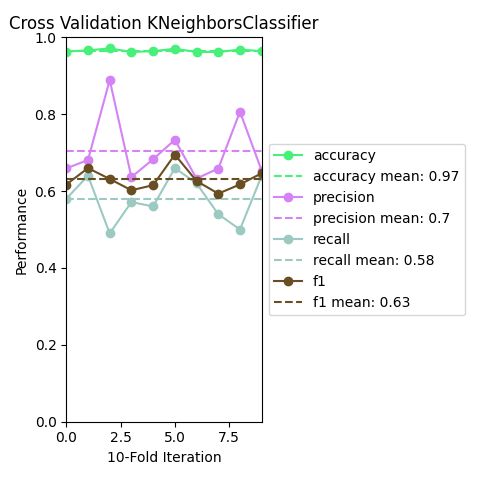 Cross Validation KNeighborsClassifier
1.0
0.8
0.6
0.4
0.2
0.0
Performance
0.0 2.5 5.0 7.5
10-Fold Iteration
accuracy
accuracy mean: 0.97
precision
precision mean: 0.7
recall
recall mean: 0.58
f1
f1 mean: 0.63